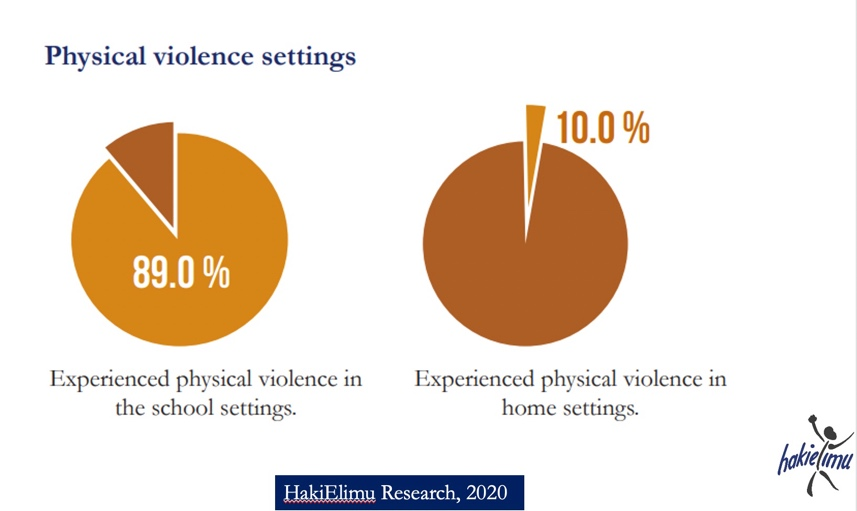 Physical violence settings
10.0 %
89.0 %
Experienced physical violence in
the school settings.
Experienced physical violence in
home settings.
hakielimu
HakiElimu Research, 2020